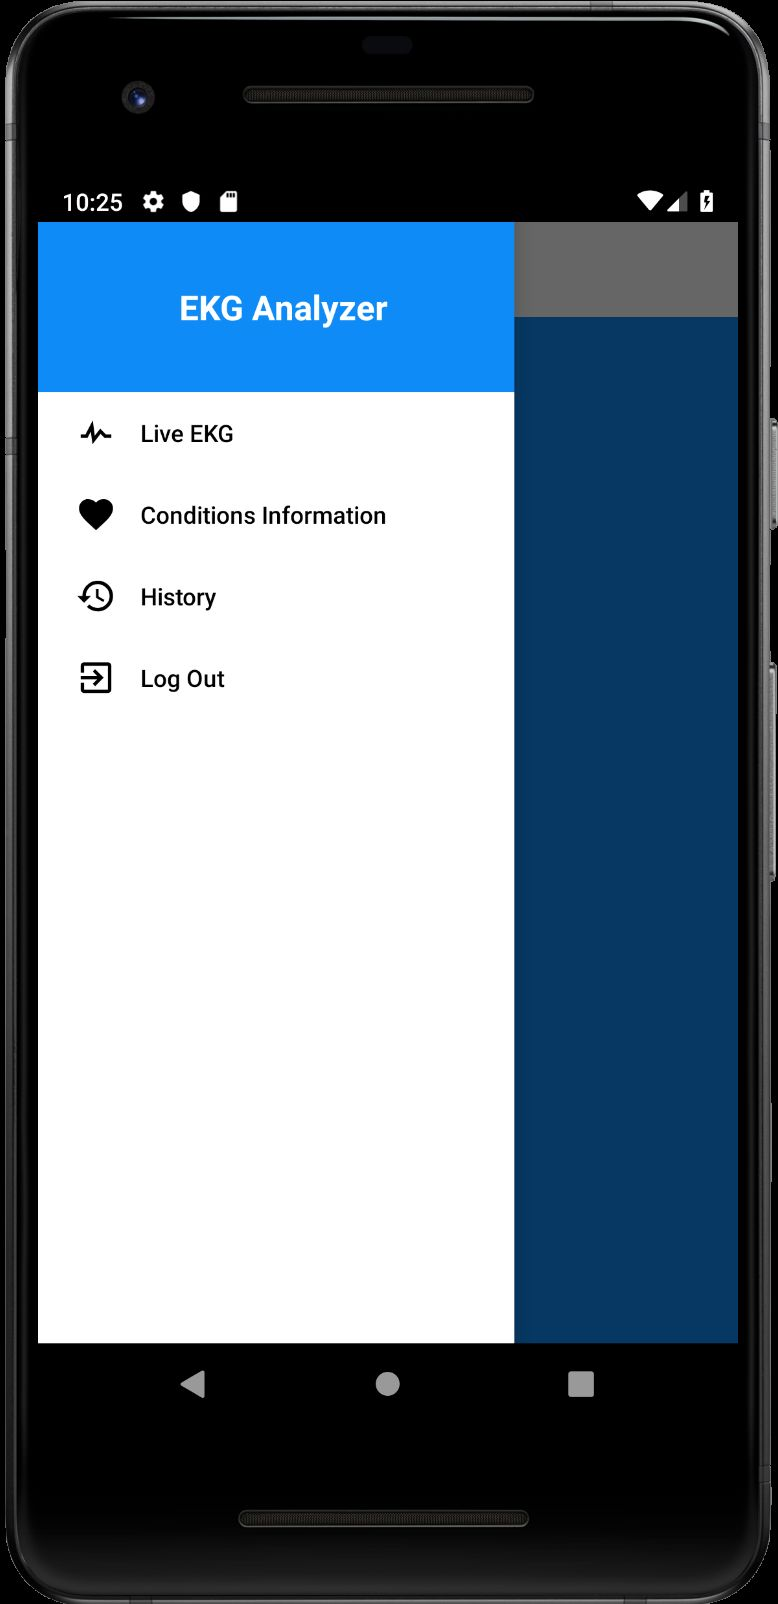 10:25
EKG Analyzer
Live EKG
Conditions Information
History
Log Out